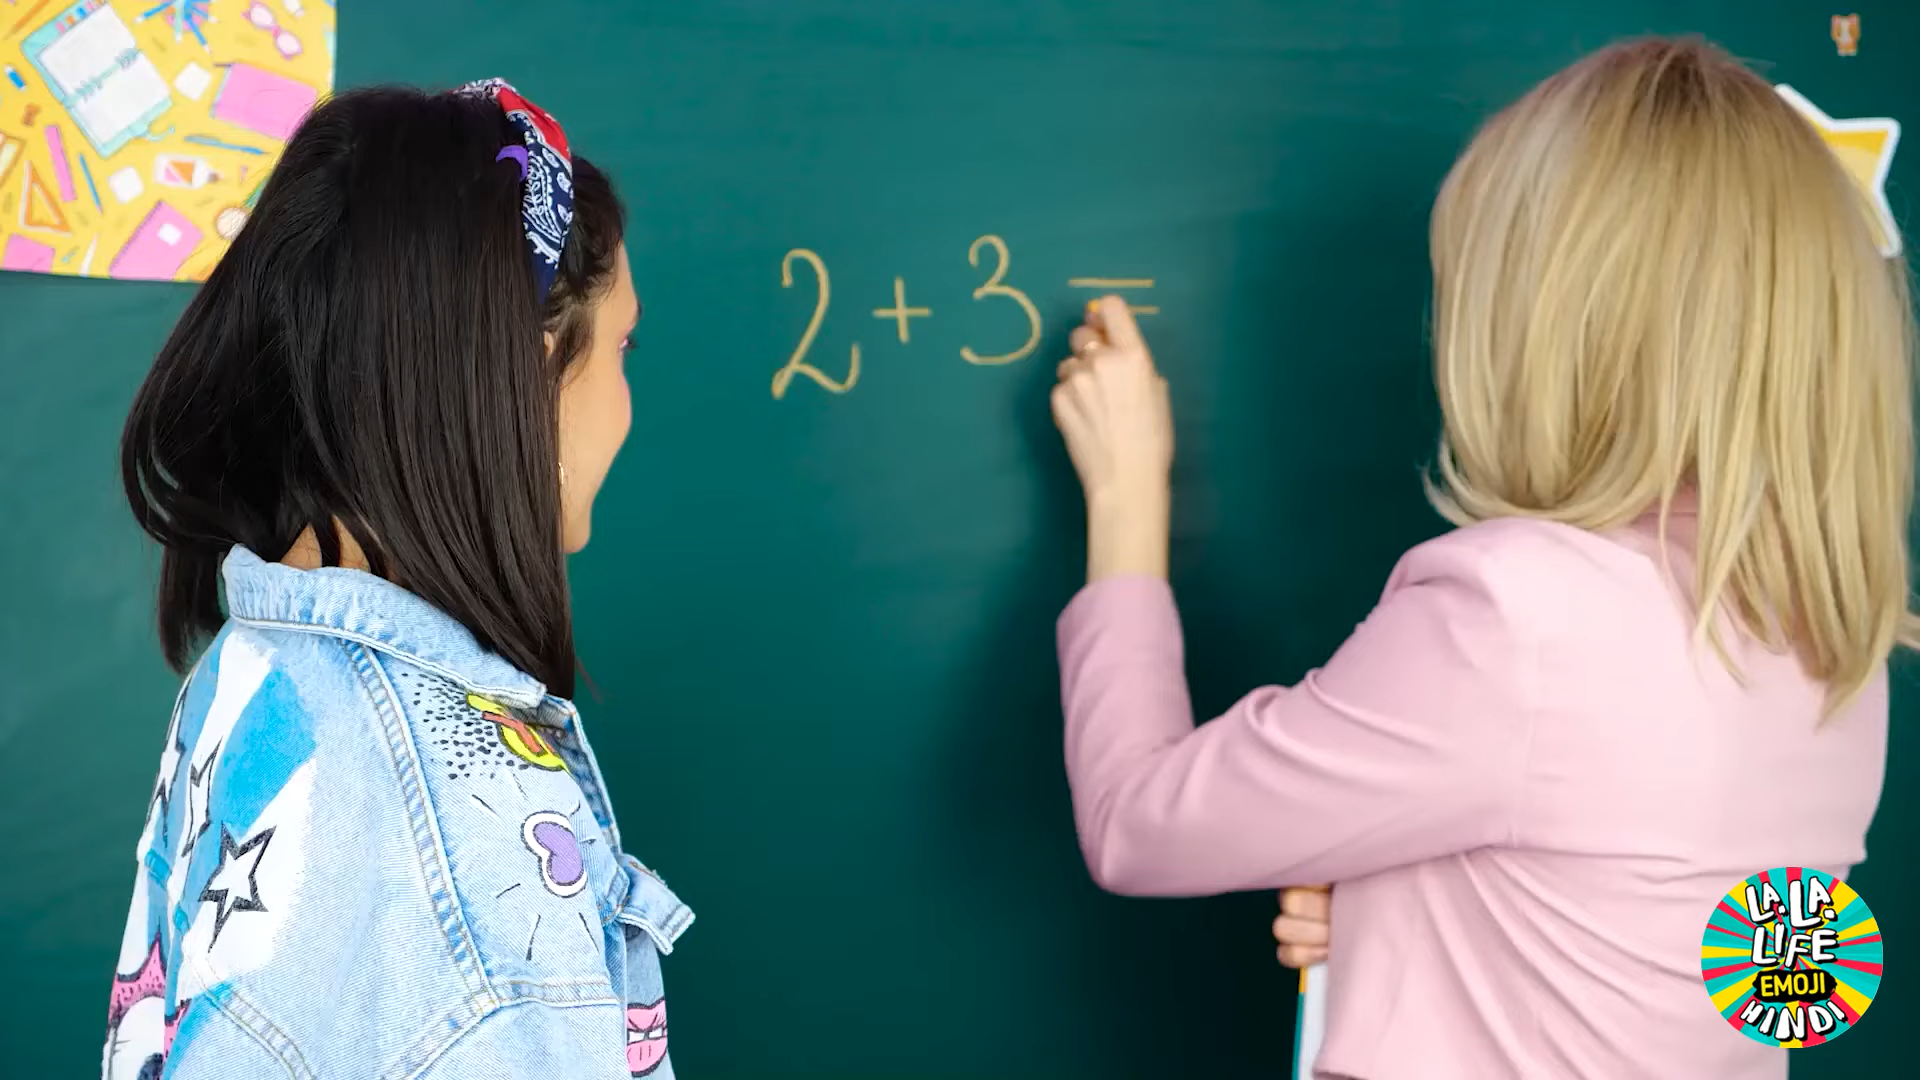 2 + 3 =
LA LA
LIFE
EMOJI
HINDI